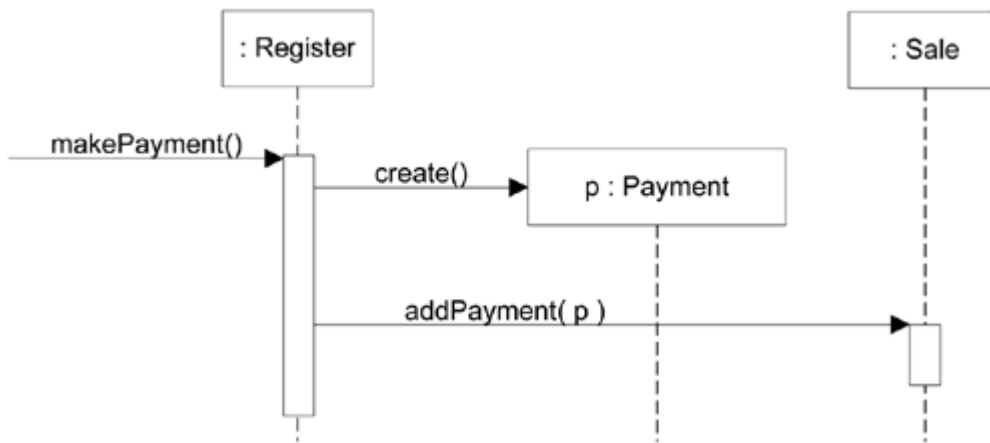 : Register
: Sale
makePayment()
create()
p : Payment
addPayment( p )